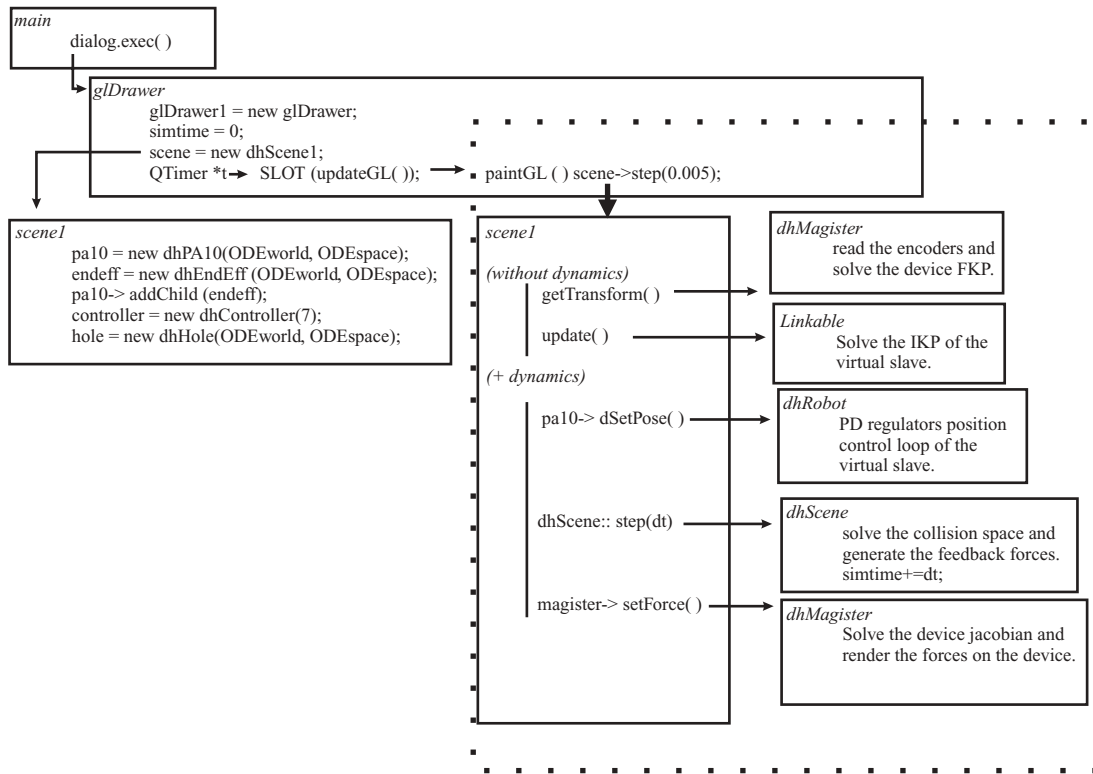 main
dialog.exec( )
glDrawer
glDrawer1 = new glDrawer;
simtime = 0;
scene = new dhScene1;
QTimer *t SLOT (updateGL( )); paintGL ( ) scene->step(0.005);
scene1
pa10 = new dhPA10(ODEworld, ODEspace);
endeff = new dhEndEff (ODEworld, ODEspace);
pa10-> addChild (endeff);
controller = new dhController(7);
hole = new dhHole(ODEworld, ODEspace);
scene1
(without dynamics)
getTransform( )
update( )
(+ dynamics)
pa10-> dSetPose( )
dhScene:: step(dt)
magister-> setForce( )
dhMagister
read the encoders and
solve the device FKP.
Linkable
Solve the IKP of the
virtual slave.
dhRobot
PD regulators position
control loop of the
virtual slave.
dhScene
solve the collision space and
generate the feedback forces.
simtime+=dt;
dhMagister
Solve the device jacobian and
render the forces on the device.